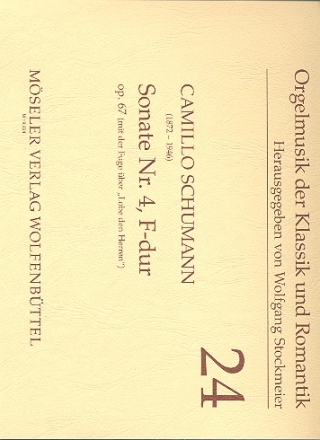 Orgelmusik der Klassik und Romantik
Herausgegeben von Wolfgang Stockmeier
24
CAMILLO SCHUMANN
(1872 – 1946)
Sonate Nr. 4, F-dur
op. 67 (mit der Fuge über „Lobe den Herren“)
MÖSELER VERLAG WOLFENBÜTTEL